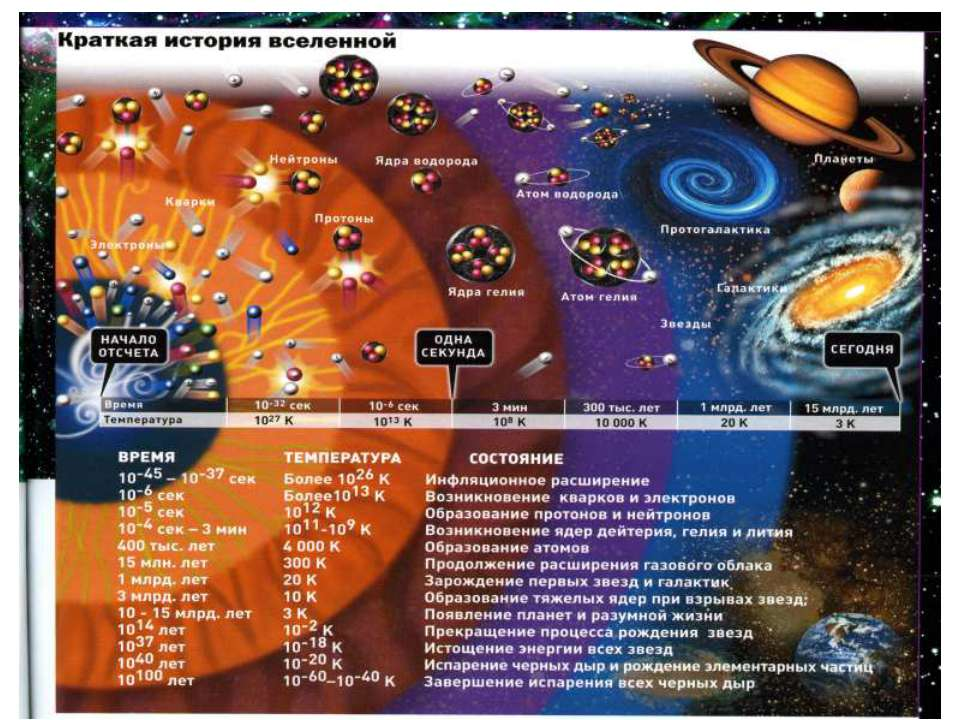 Краткая история вселенной
Нейтроны
Ядра водорода
Планеты
Кварки
Атом водорода
Протоны
Протогалактика
Электроны
Ядра гелия
Атом гелия
Галактики
Звезды
НАЧАЛО
ОТСЧЕТА
ОДНА
СЕКУНДА
СЕГОДНЯ
Время 10-32 сек 10-6 сек 3 мин 300 тыс. лет 1 млрд. лет 15 млрд. лет
Температура 1027 К 1013 К 108 К 10 000 К 20 К 3 К
ВРЕМЯ ТЕМПЕРАТУРА СОСТОЯНИЕ
10-45 – 10-37 сек Более 1026 К Инфляционное расширение
10-6 сек Более1013 К Возникновение кварков и электронов
10-5 сек 1012 К Образование протонов и нейтронов
10-4 сек – 3 мин 1011-109 К Возникновение ядер дейтерия, гелия и лития
400 тыс. лет 4 000 К Образование атомов
15 млн. лет 300 К Продолжение расширения газового облака
1 млрд. лет 20 К Зарождение первых звезд и галактик
3 млрд. лет 10 К Образование тяжелых ядер при взрывах звезд;
10 - 15 млрд. лет 3 К Появление планет и разумной жизни
1014 лет 10-2 К Прекращение процесса рождения звезд
1037 лет 10-18 К Истощение энергии всех звезд
1040 лет 10-20 К Испарение черных дыр и рождение элементарных частиц
10100 лет 10-60–10-40 К Завершение испарения всех черных дыр